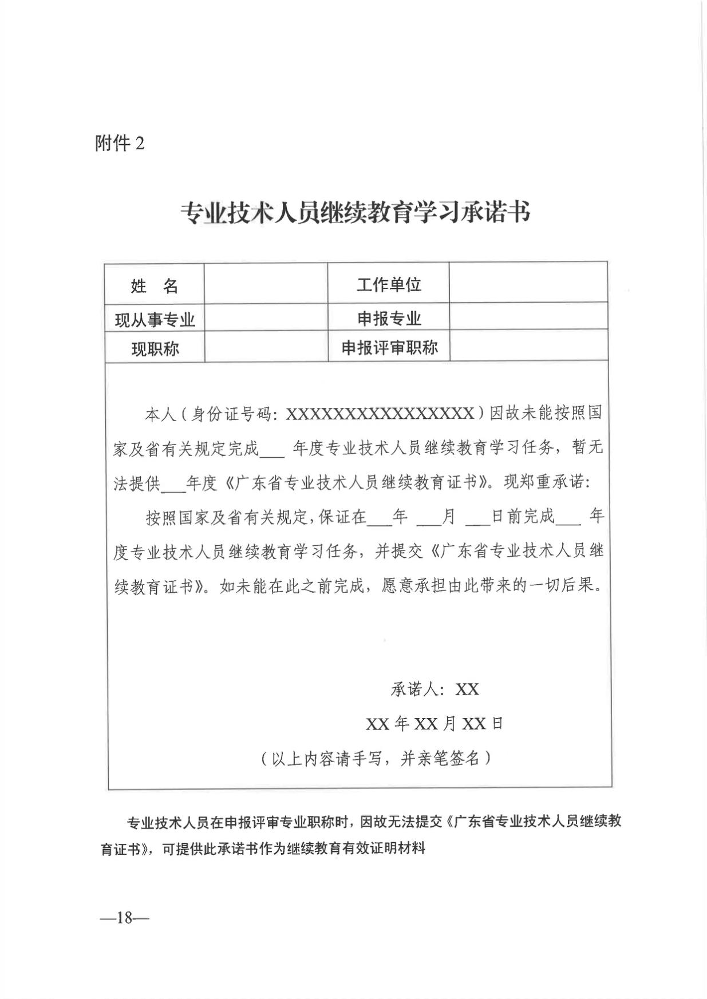 附件 2
专业技术人员继续教育学习承诺书
姓 名 工作单位
现从事专业 申报专业
现职称 申报评审职称
本人（身份证号码：XXXXXXXXXXXXXXXX）因故未能按照国
家及省有关规定完成___ 年度专业技术人员继续教育学习任务，暂无
法提供___年度《广东省专业技术人员继续教育证书》。现郑重承诺：
按照国家及省有关规定，保证在___年 ___月 ___日前完成___ 年
度专业技术人员继续教育学习任务，并提交《广东省专业技术人员继
续教育证书》。如未能在此之前完成，愿意承担由此带来的一切后果。
承诺人：XX
XX 年 XX 月 XX 日
（以上内容请手写，并亲笔签名）
专业技术人员在申报评审专业职称时，因故无法提交《广东省专业技术人员继续教
育证书》，可提供此承诺书作为继续教育有效证明材料
—18—